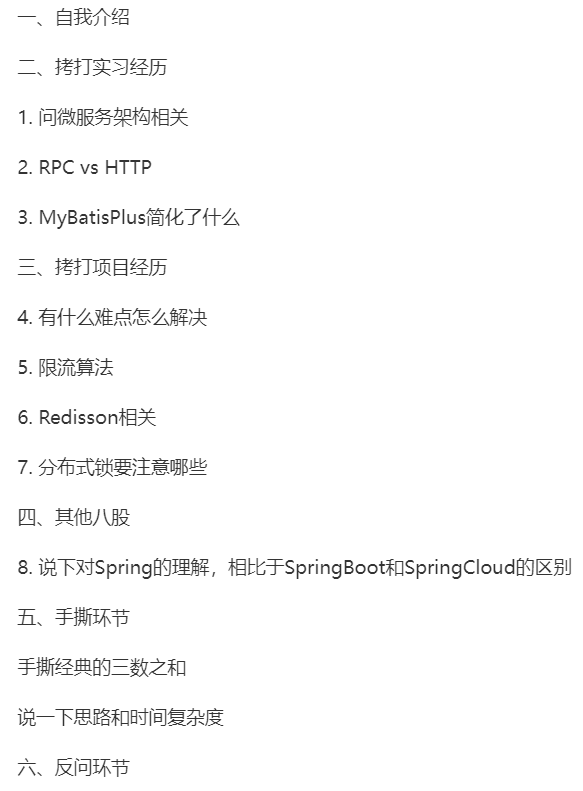 一、自我介绍
二、拷打实习经历
1. 问微服务架构相关
2. RPC vs HTTP
3. MyBatisPlus简化了什么
三、拷打项目经历
4. 有什么难点怎么解决
5. 限流算法
6. Redisson相关
7. 分布式锁要注意哪些
四、其他八股
8. 说下对Spring的理解，相比于SpringBoot和SpringCloud的区别
五、手撕环节
手撕经典的三数之和
说一下思路和时间复杂度
六、反问环节